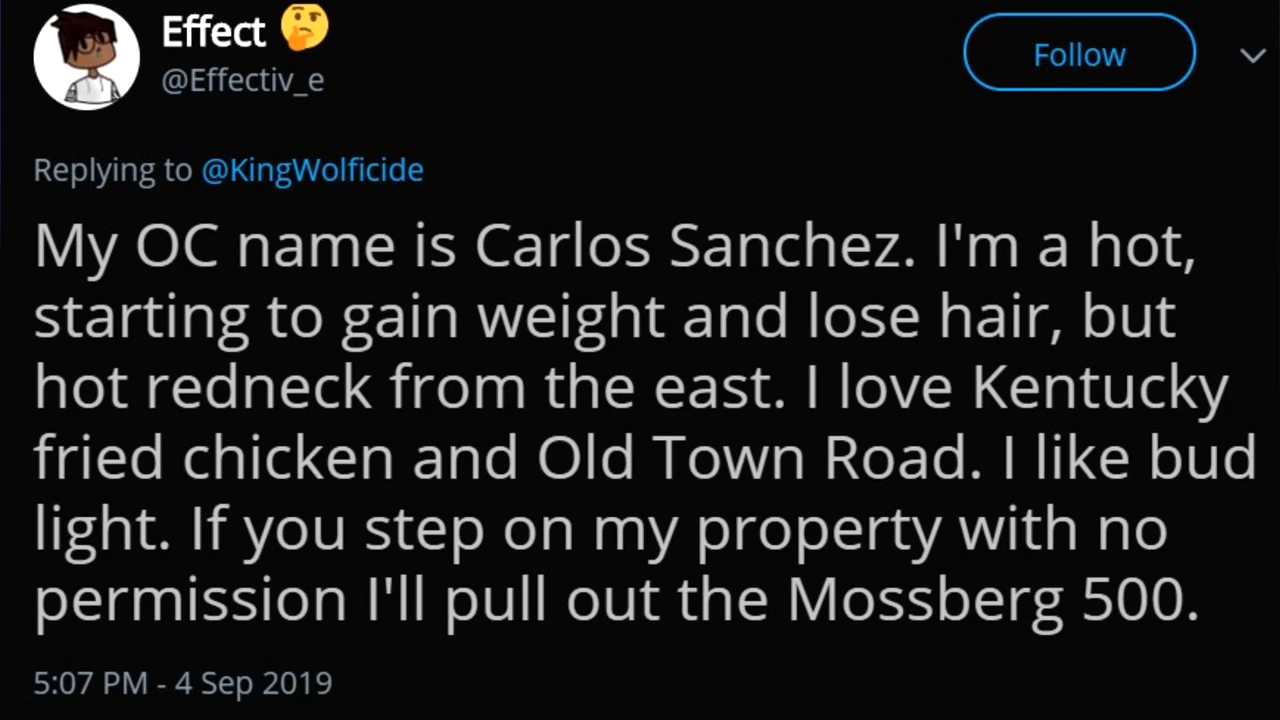 Effect 🤔
@Effectiv_e
Follow
Replying to @KingWolficide
My OC name is Carlos Sanchez. I'm a hot,
starting to gain weight and lose hair, but
hot redneck from the east. I love Kentucky
fried chicken and Old Town Road. I like bud
light. If you step on my property with no
permission I'll pull out the Mossberg 500.
5:07 PM - 4 Sep 2019